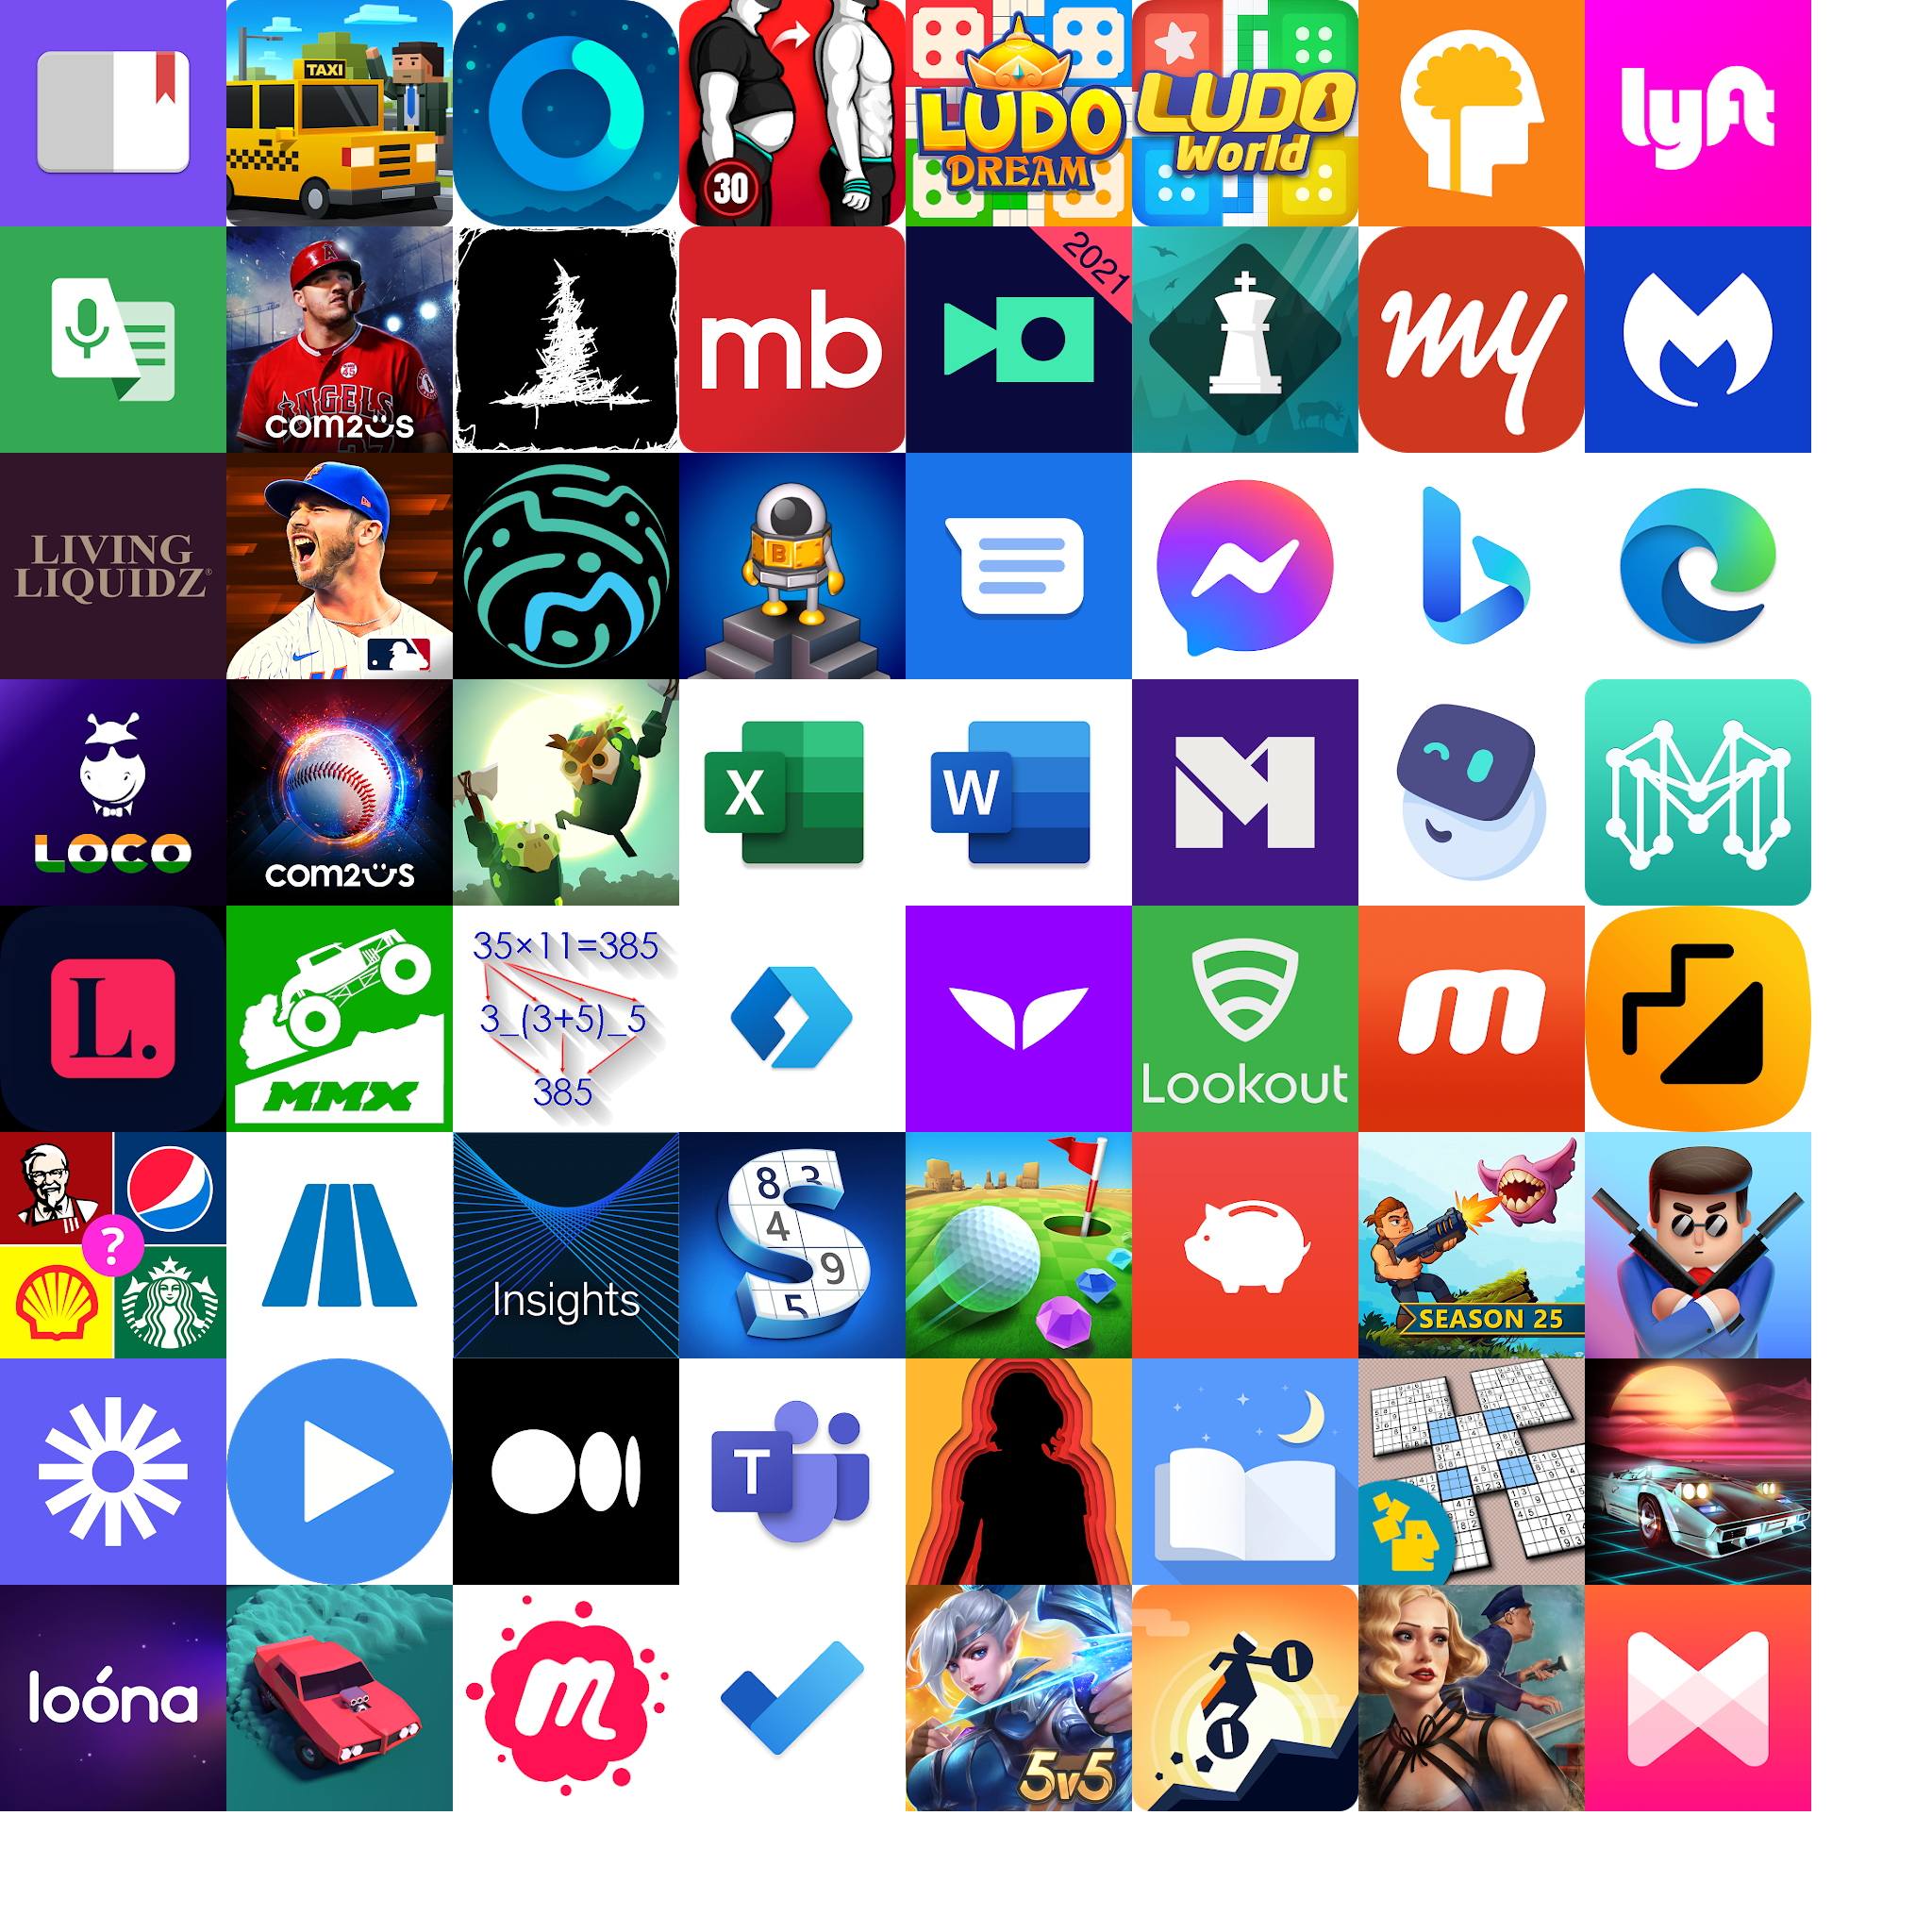 TAXI
30
LUDO
DREAM
LUDO
World
lyft
ANGELS
com2us
mb
2021
my
LIVING
LIQUIDZ®
B
LOCO
com2us
X
W
M
L.
MMX
35×11=385
3_(3+5)_5
385
Lookout
m
?
Insights
8 3
4
9
5
SEASON 25
T
loóna
m
5v5